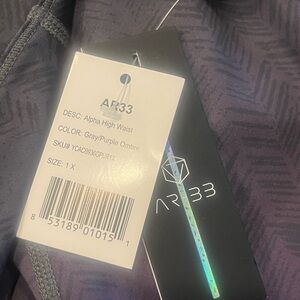 AR33
DESC: Alpha High Waist
COLOR: Gray/Purple Ombre
SIZE: 1X
8 53189 01015 1
AR33